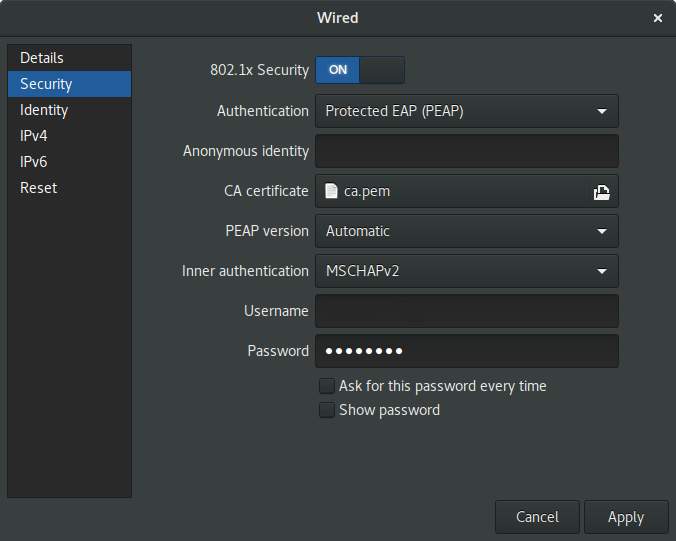 Wired
Details
Security
Identity
IPv4
IPv6
Reset
802.1x Security ON
Authentication Protected EAP (PEAP)
Anonymous identity
CA certificate ca.pem
PEAP version Automatic
Inner authentication MSCHAPv2
Username
Password ●●●●●●●●
Ask for this password every time
Show password
Cancel Apply